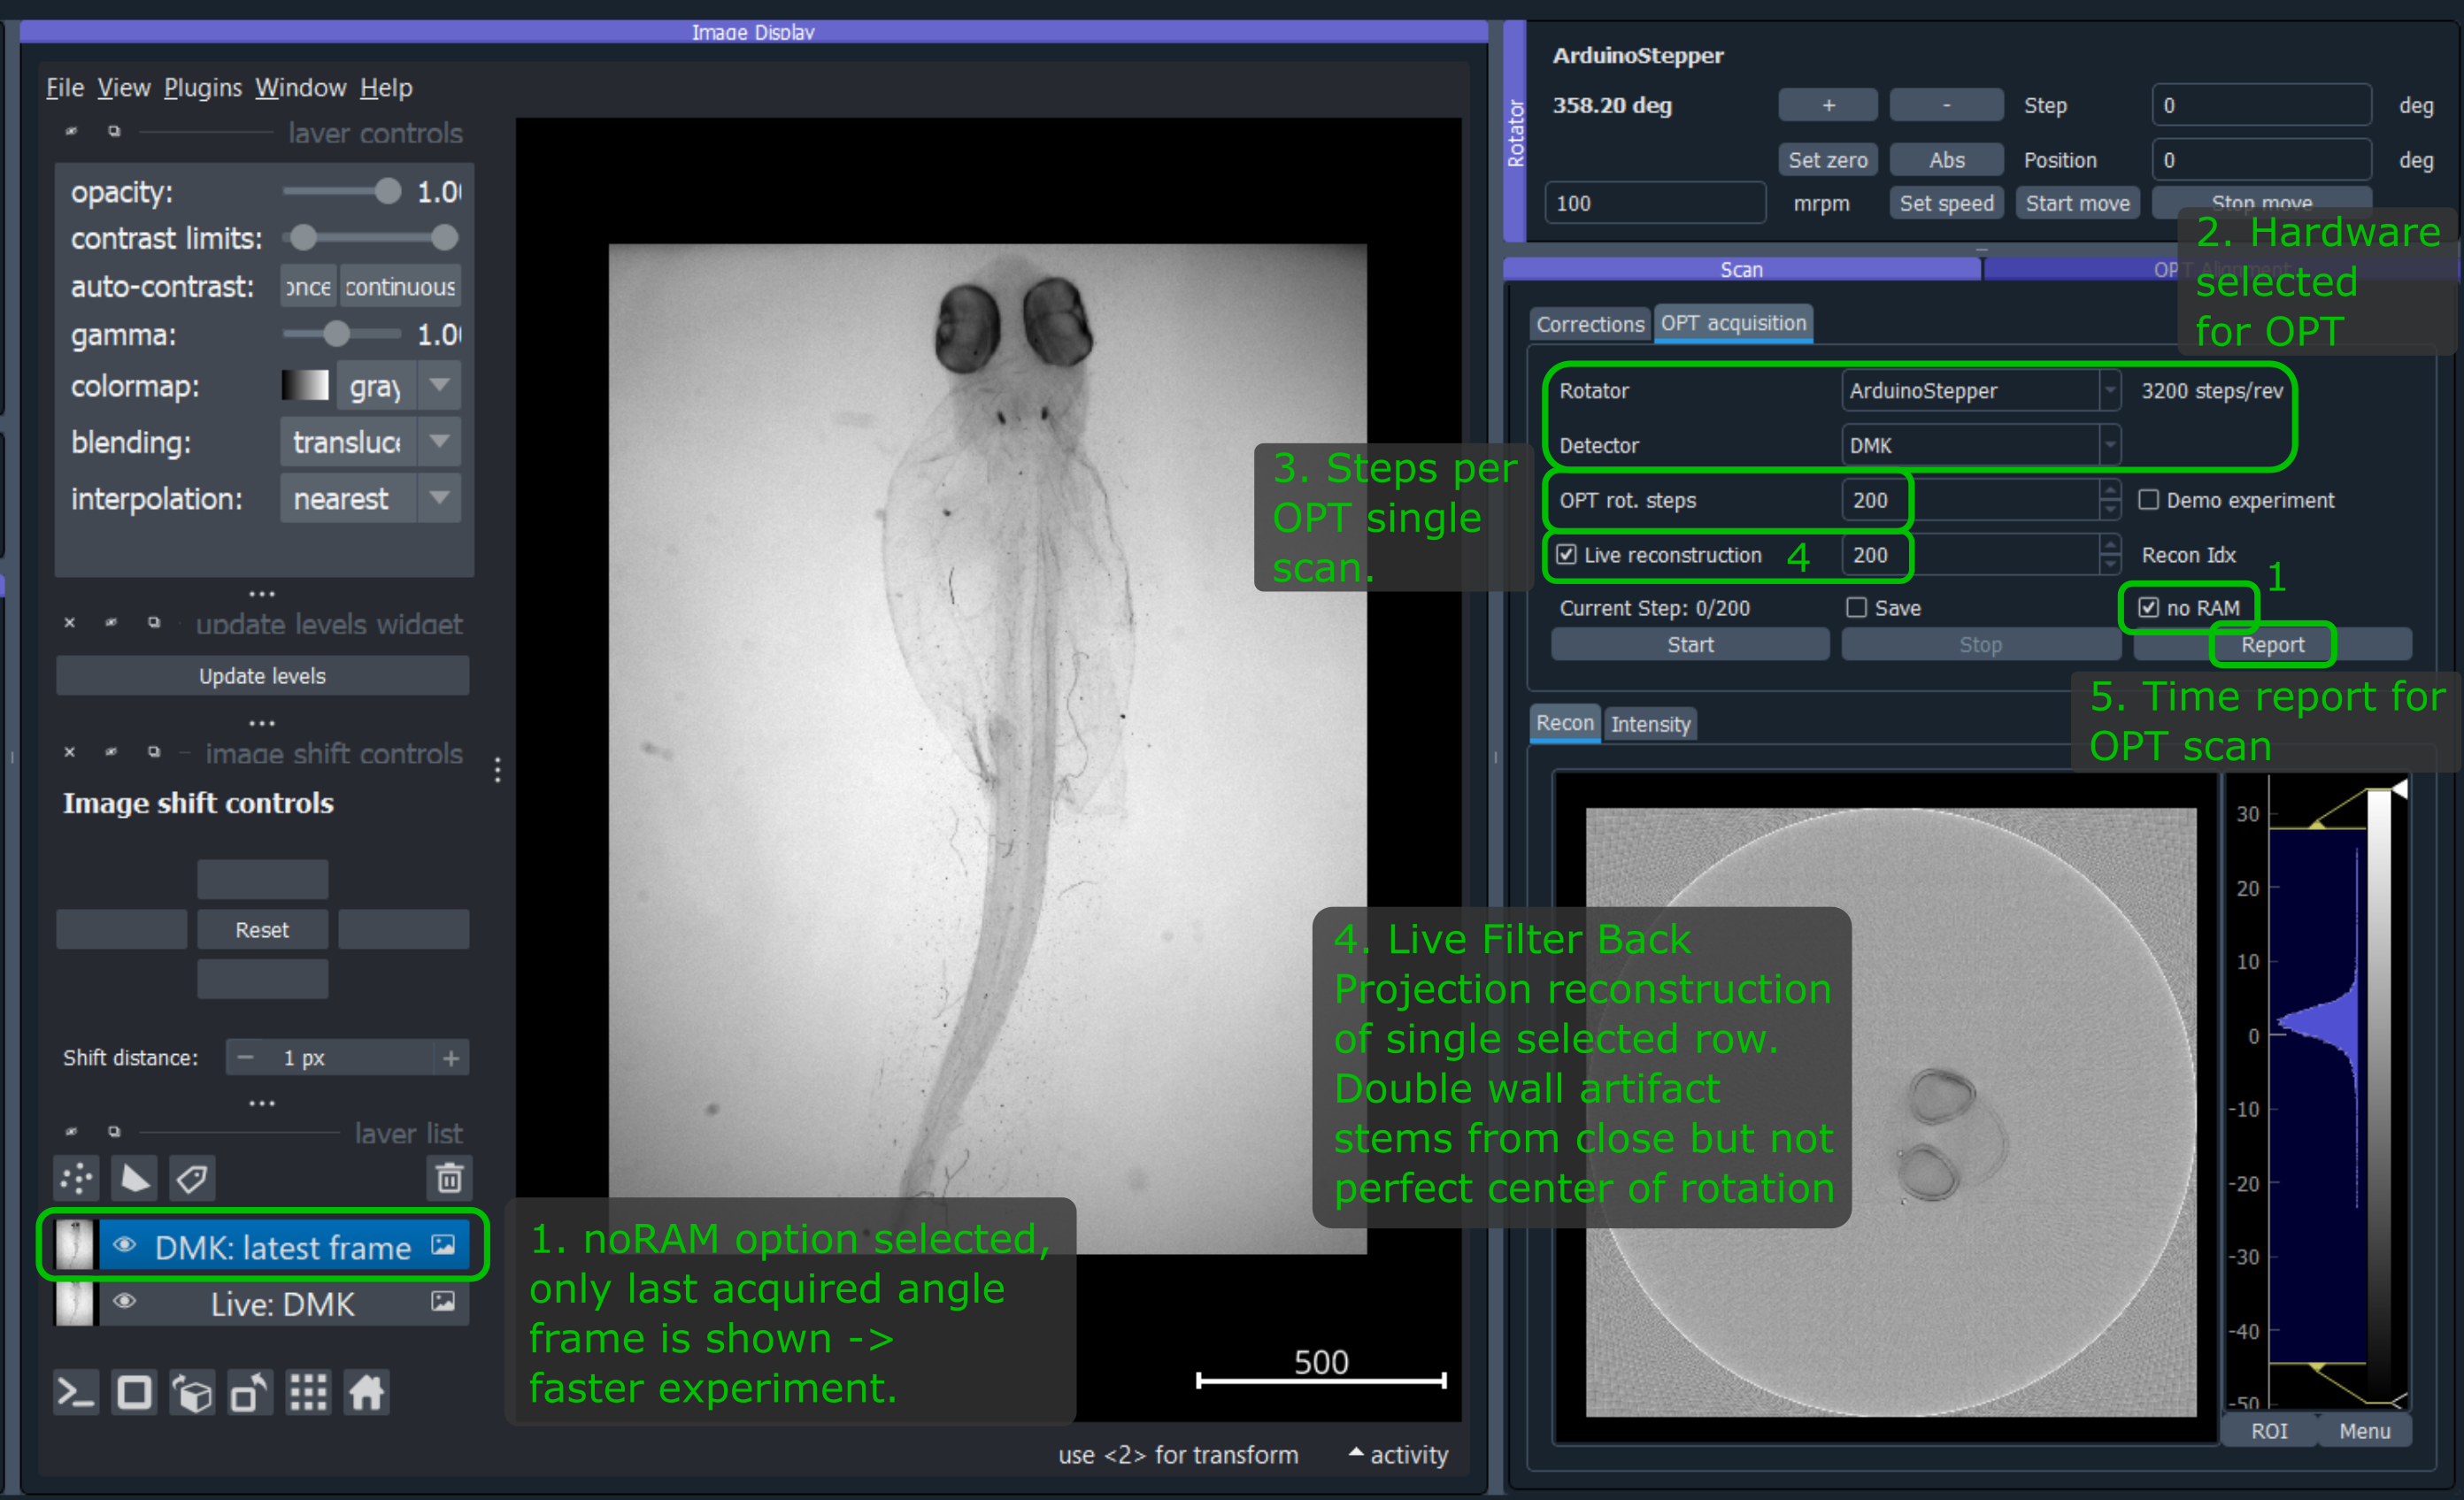 Image Display
File View Plugins Window Help
layer controls
opacity: 1.00
contrast limits:
auto-contrast: once continuous
gamma: 1.00
colormap: gray
blending: transluce
interpolation: nearest
update levels widget
Update levels
image shift controls
Image shift controls
Reset
Shift distance: − 1 px +
layer list
DMK: latest frame
Live: DMK
1. noRAM option selected,
only last acquired angle
frame is shown ->
faster experiment.
500
use <2> for transform activity
Rotator
ArduinoStepper
358.20 deg + - Step 0 deg
Set zero Abs Position 0 deg
100 mrpm Set speed Start move Stop move
2. Hardware
selected
for OPT
Scan OPT Alignment
Corrections OPT acquisition
Rotator ArduinoStepper 3200 steps/rev
Detector DMK
3. Steps per
OPT single
scan.
OPT rot. steps 200 Demo experiment
Live reconstruction 4 200 Recon Idx
1
Current Step: 0/200 Save no RAM
Start Stop Report
5. Time report for
OPT scan
Recon Intensity
4. Live Filter Back
Projection reconstruction
of single selected row.
Double wall artifact
stems from close but not
perfect center of rotation
30
20
10
0
-10
-20
-30
-40
-50
ROI Menu